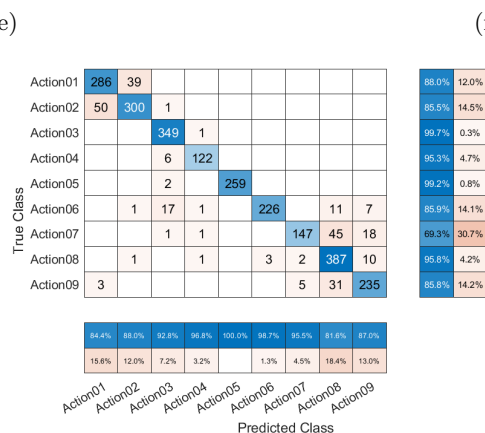 e)
(
Action01 286 39 88.0% 12.0%
Action02 50 300 1 85.5% 14.5%
Action03 349 1 99.7% 0.3%
Action04 6 122 95.3% 4.7%
Action05 2 259 99.2% 0.8%
Action06 1 17 1 226 11 7 85.9% 14.1%
Action07 1 1 147 45 18 69.3% 30.7%
Action08 1 1 3 2 387 10 95.8% 4.2%
Action09 3 5 31 235 85.8% 14.2%
True Class
84.4% 88.0% 92.8% 96.8% 100.0% 98.7% 95.5% 81.6% 87.0%
15.6% 12.0% 7.2% 3.2% 1.3% 4.5% 18.4% 13.0%
Action01 Action02 Action03 Action04 Action05 Action06 Action07 Action08 Action09
Predicted Class